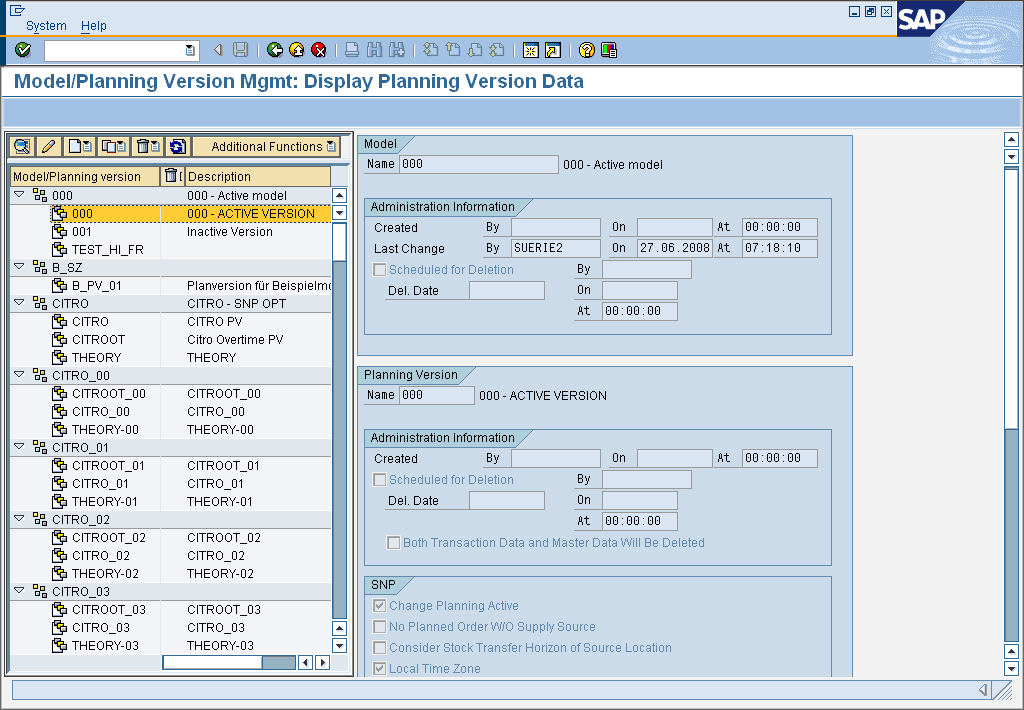 System Help
SAP
Model/Planning Version Mgmt: Display Planning Version Data
Additional Functions
Model/Planning version Description
000 000 - Active model
000 000 - ACTIVE VERSION
001 Inactive Version
TEST_HI_FR
B_SZ
B_PV_01 Planversion für Beispielmo
CITRO CITRO - SNP OPT
CITRO CITRO PV
CITROOT Citro Overtime PV
THEORY THEORY
CITRO_00
CITROOT_00 CITROOT_00
CITRO_00 CITRO_00
THEORY-00 THEORY-00
CITRO_01
CITROOT_01 CITROOT_01
CITRO_01 CITRO_01
THEORY-01 THEORY-01
CITRO_02
CITROOT_02 CITROOT_02
CITRO_02 CITRO_02
THEORY-02 THEORY-02
CITRO_03
CITROOT_03 CITROOT_03
CITRO_03 CITRO_03
THEORY-03 THEORY-03
Model
Name 000 000 - Active model
Administration Information
Created By On At 00:00:00
Last Change By SUERIE2 On 27.06.2008 At 07:18:10
Scheduled for Deletion By
Del. Date On
At 00:00:00
Planning Version
Name 000 000 - ACTIVE VERSION
Administration Information
Created By On At 00:00:00
Scheduled for Deletion By
Del. Date On
At 00:00:00
Both Transaction Data and Master Data Will Be Deleted
SNP
Change Planning Active
No Planned Order W/O Supply Source
Consider Stock Transfer Horizon of Source Location
Local Time Zone